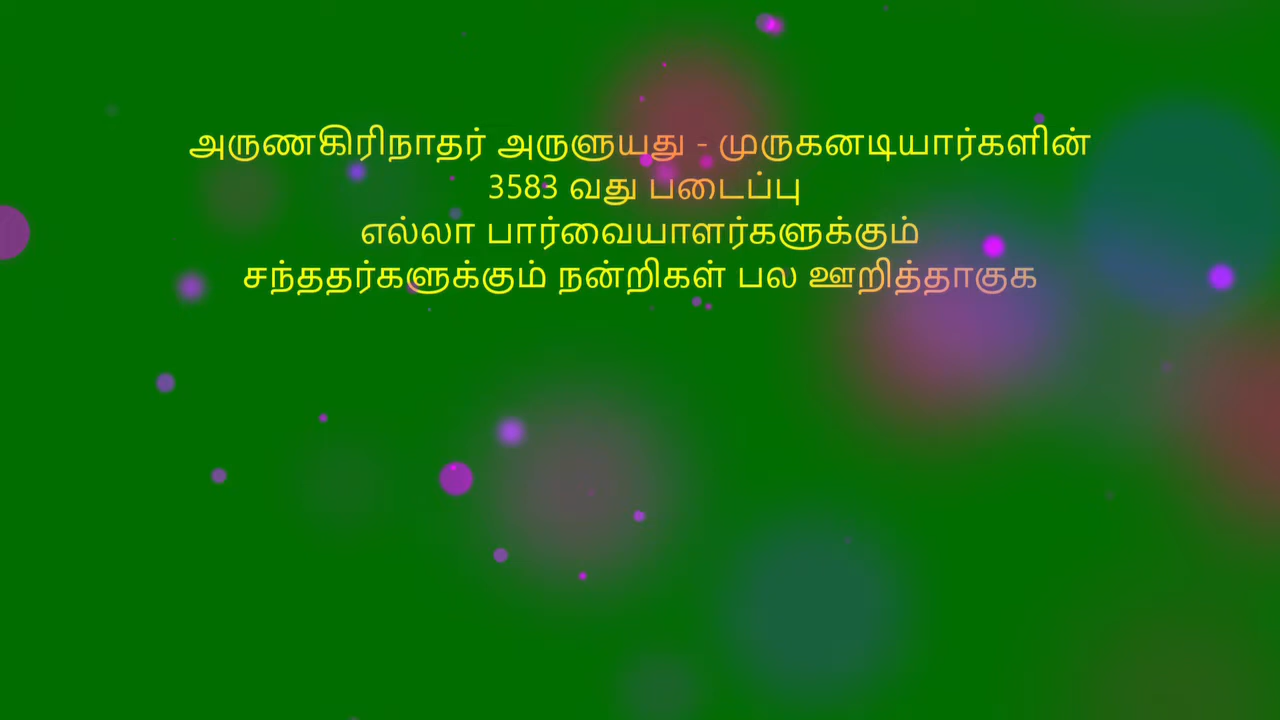 அருணகிரிநாதர் அருளுயது - முருகனடியார்களின்
3583 வது படைப்பு
எல்லா பார்வையாளர்களுக்கும்
சந்ததர்களுக்கும் நன்றிகள் பல ஊறித்தாகுக